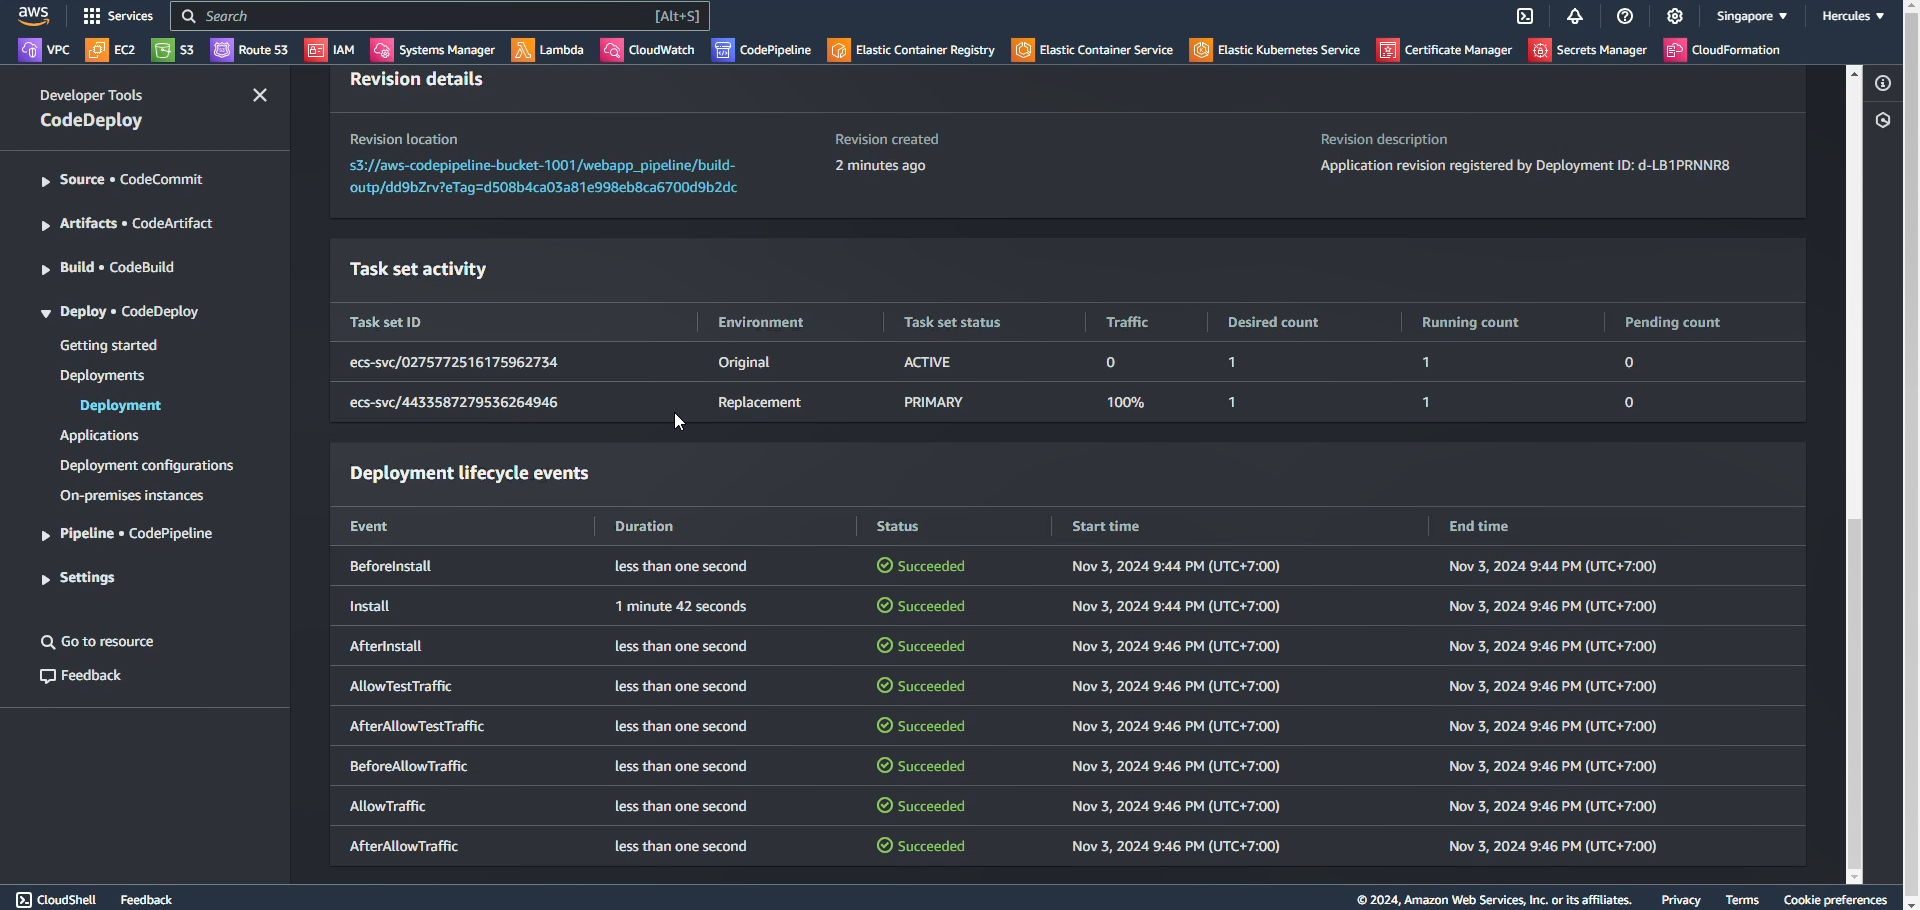 aws Services Search [Alt+S] Singapore ▼ Hercules ▼
VPC EC2 S3 Route 53 IAM Systems Manager Lambda CloudWatch CodePipeline Elastic Container Registry Elastic Container Service Elastic Kubernetes Service Certificate Manager Secrets Manager CloudFormation
Developer Tools
CodeDeploy
Source • CodeCommit
Artifacts • CodeArtifact
Build • CodeBuild
Deploy • CodeDeploy
Getting started
Deployments
Deployment
Applications
Deployment configurations
On-premises instances
Pipeline • CodePipeline
Settings
Go to resource
Feedback
Revision details
Revision location Revision created Revision description
s3://aws-codepipeline-bucket-1001/webapp_pipeline/build- 2 minutes ago Application revision registered by Deployment ID: d-LB1PRNNR8
outp/dd9bZrv?eTag=d508b4ca03a81e998eb8ca6700d9b2dc
Task set activity
Task set ID Environment Task set status Traffic Desired count Running count Pending count
ecs-svc/0275772516175962734 Original ACTIVE 0 1 1 0
ecs-svc/4433587279536264946 Replacement PRIMARY 100% 1 1 0
Deployment lifecycle events
Event Duration Status Start time End time
BeforeInstall less than one second Succeeded Nov 3, 2024 9:44 PM (UTC+7:00) Nov 3, 2024 9:44 PM (UTC+7:00)
Install 1 minute 42 seconds Succeeded Nov 3, 2024 9:44 PM (UTC+7:00) Nov 3, 2024 9:46 PM (UTC+7:00)
AfterInstall less than one second Succeeded Nov 3, 2024 9:46 PM (UTC+7:00) Nov 3, 2024 9:46 PM (UTC+7:00)
AllowTestTraffic less than one second Succeeded Nov 3, 2024 9:46 PM (UTC+7:00) Nov 3, 2024 9:46 PM (UTC+7:00)
AfterAllowTestTraffic less than one second Succeeded Nov 3, 2024 9:46 PM (UTC+7:00) Nov 3, 2024 9:46 PM (UTC+7:00)
BeforeAllowTraffic less than one second Succeeded Nov 3, 2024 9:46 PM (UTC+7:00) Nov 3, 2024 9:46 PM (UTC+7:00)
AllowTraffic less than one second Succeeded Nov 3, 2024 9:46 PM (UTC+7:00) Nov 3, 2024 9:46 PM (UTC+7:00)
AfterAllowTraffic less than one second Succeeded Nov 3, 2024 9:46 PM (UTC+7:00) Nov 3, 2024 9:46 PM (UTC+7:00)
CloudShell Feedback © 2024, Amazon Web Services, Inc. or its affiliates. Privacy Terms Cookie preferences